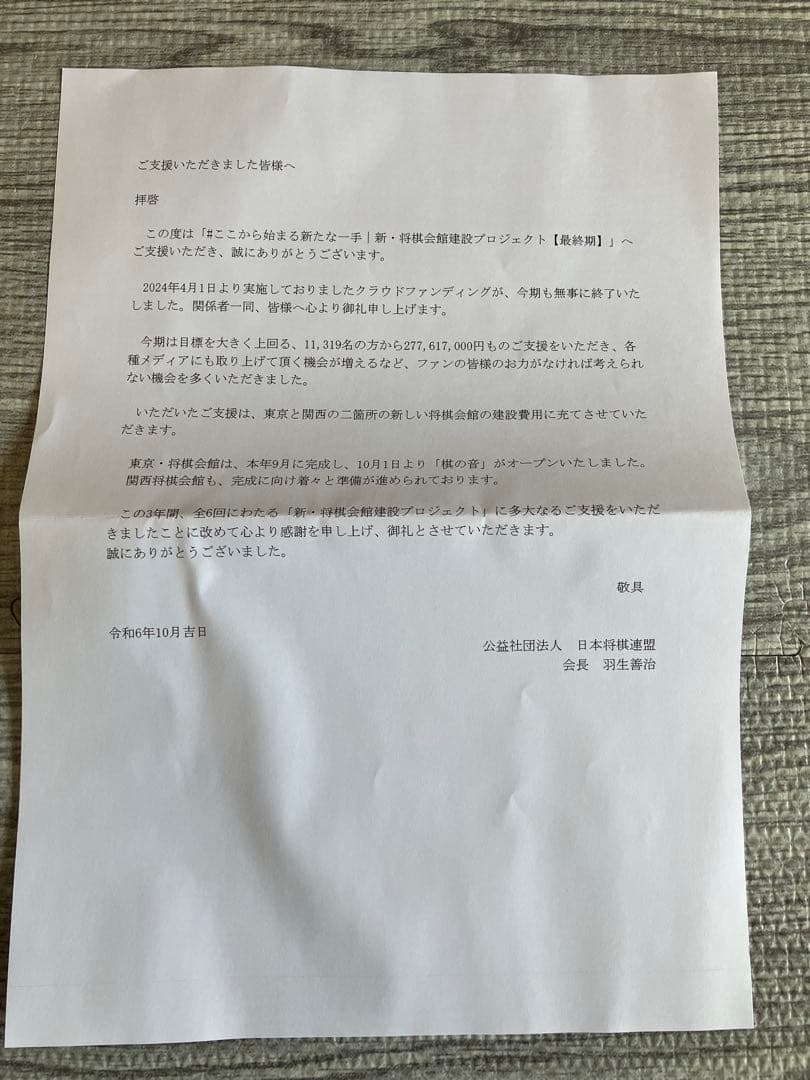 ご支援いただきました皆様へ
拝啓
この度は「#ここから始まる新たな一手｜新・将棋会館建設プロジェクト【最終期】」へ
ご支援いただき、誠にありがとうございます。
2024年4月1日より実施しておりましたクラウドファンディングが、今期も無事に終了いた
しました。関係者一同、皆様へ心より御礼申し上げます。
今期は目標を大きく上回る、11,319名の方から277,617,000円ものご支援をいただき、各
種メディアにも取り上げて頂く機会が増えるなど、ファンの皆様のお力がなければ考えられ
ない機会を多くいただきました。
いただいたご支援は、東京と関西の二箇所の新しい将棋会館の建設費用に充てさせていた
だきます。
東京・将棋会館は、本年9月に完成し、10月1日より「棋の音」がオープンいたしました。
関西将棋会館も、完成に向け着々と準備が進められております。
この3年間、全6回にわたる「新・将棋会館建設プロジェクト」に多大なるご支援をいただ
きましたことに改めて心より感謝を申し上げ、御礼とさせていただきます。
誠にありがとうございました。
敬具
令和6年10月吉日
公益社団法人　日本将棋連盟
会長　羽生善治